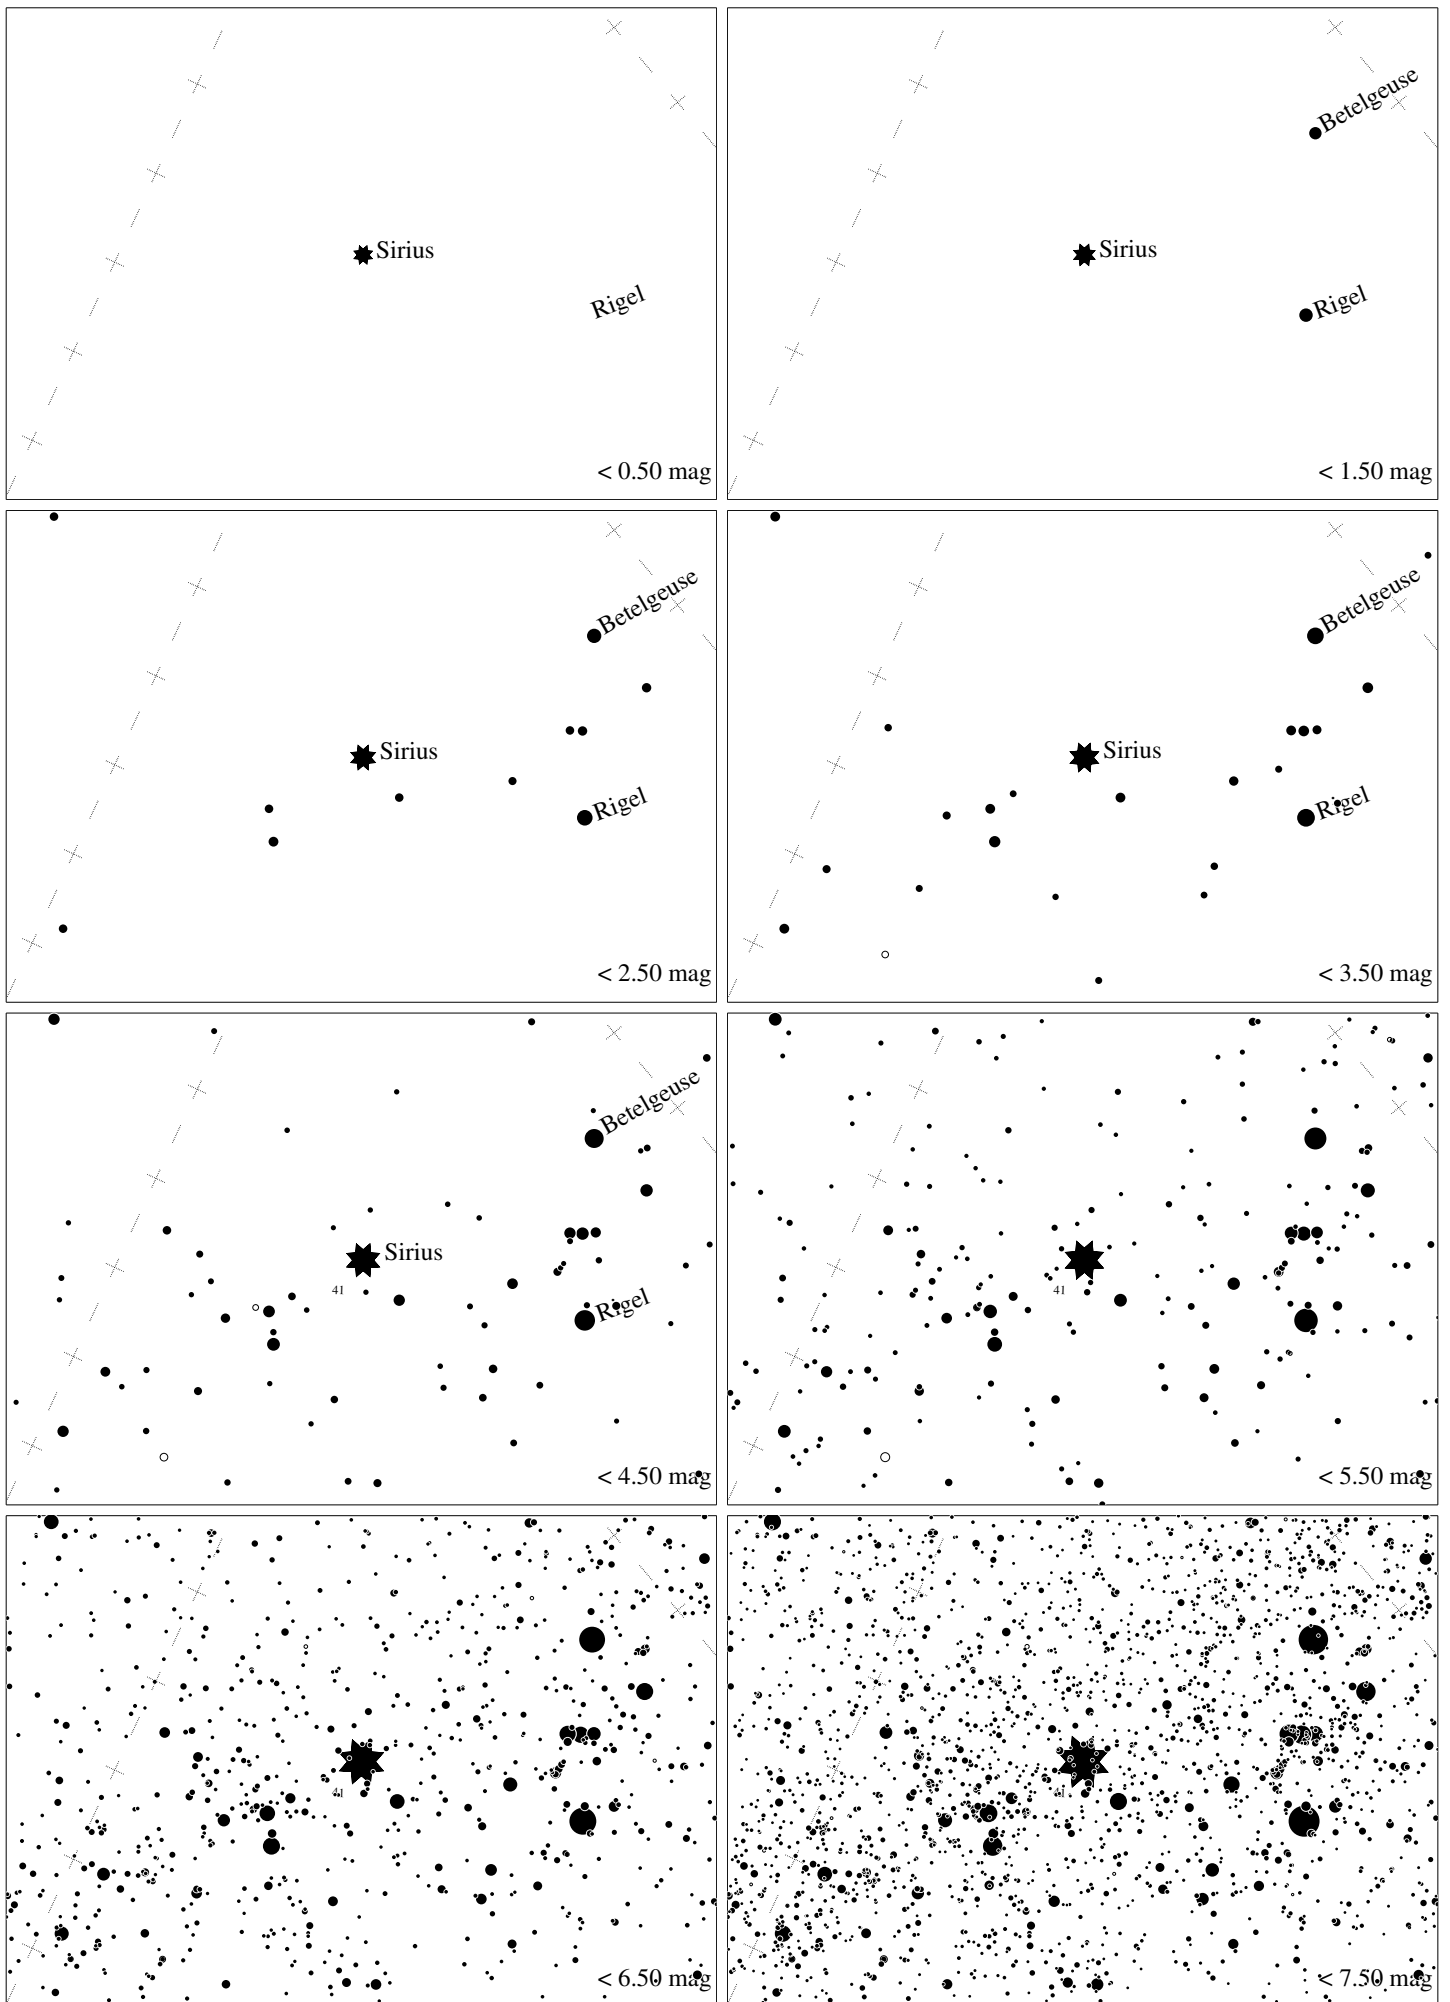 Sirius
Rigel
< 0.50 mag
Betelgeuse
Sirius
Rigel
< 1.50 mag
Betelgeuse
Sirius
Rigel
< 2.50 mag
Betelgeuse
Sirius
Rigel
< 3.50 mag
Betelgeuse
Sirius
41
Rigel
< 4.50 mag
41
< 5.50 mag
41
< 6.50 mag
41
< 7.50 mag